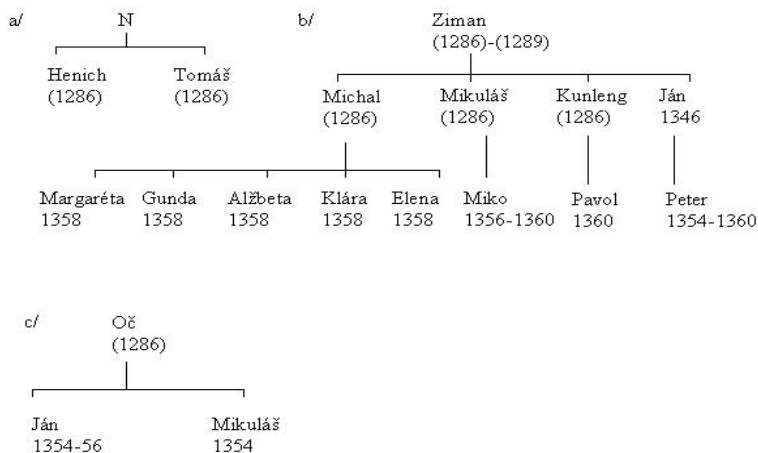 a/ N
Henich Tomáš
(1286) (1286)
b/ Ziman
(1286)-(1289)
Michal Mikuláš Kunleng Ján
(1286) (1286) (1286) 1346
Margaréta Gunda Alžbeta Klára Elena Miko Pavol Peter
1358 1358 1358 1358 1358 1356-1360 1360 1354-1360
c/ Oč
(1286)
Ján Mikuláš
1354-56 1354